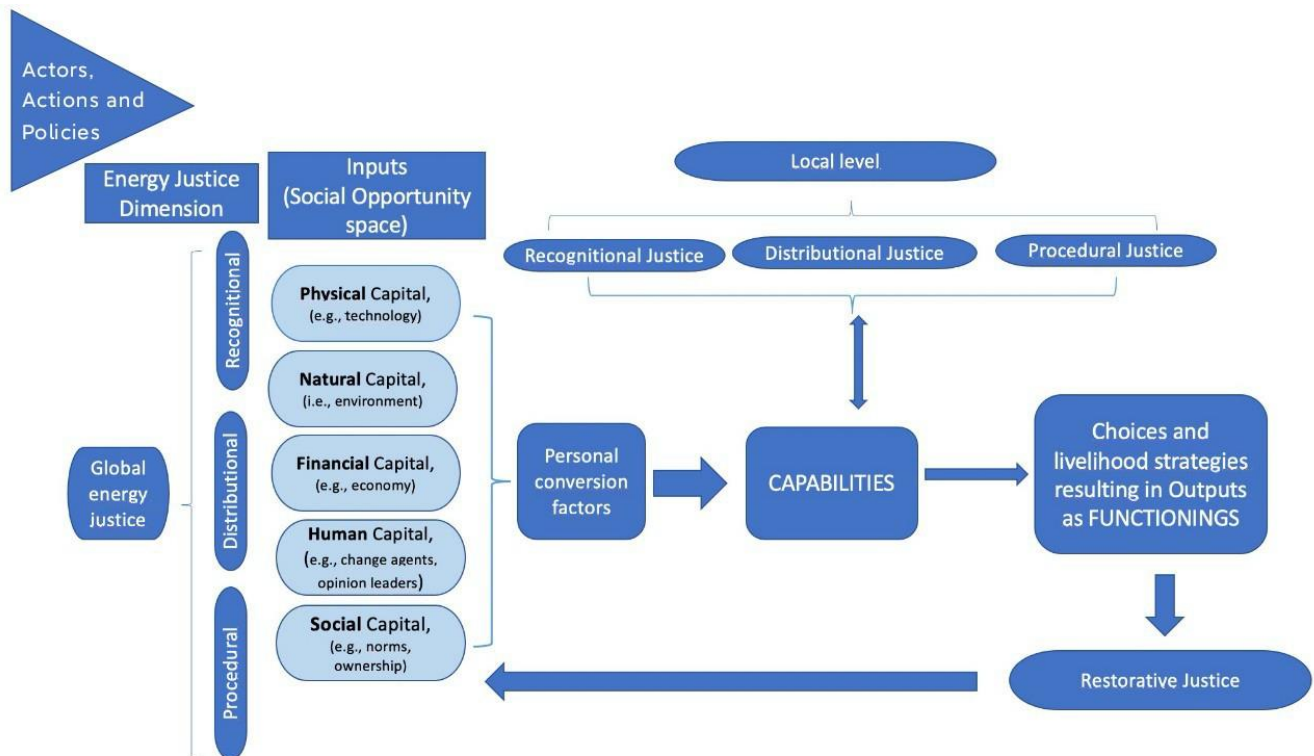 Actors,
Actions and
Policies
Energy Justice
Dimension
Inputs
(Social Opportunity
space)
Local level
Recognitional Justice
Distributional Justice
Procedural Justice
Recognitional
Distributional
Procedural
Global
energy
justice
Physical Capital,
(e.g., technology)
Natural Capital,
(i.e., environment)
Financial Capital,
(e.g., economy)
Human Capital,
(e.g., change agents,
opinion leaders)
Social Capital,
(e.g., norms,
ownership)
Personal
conversion
factors
CAPABILITIES
Choices and
livelihood strategies
resulting in Outputs
as FUNCTIONINGS
Restorative Justice